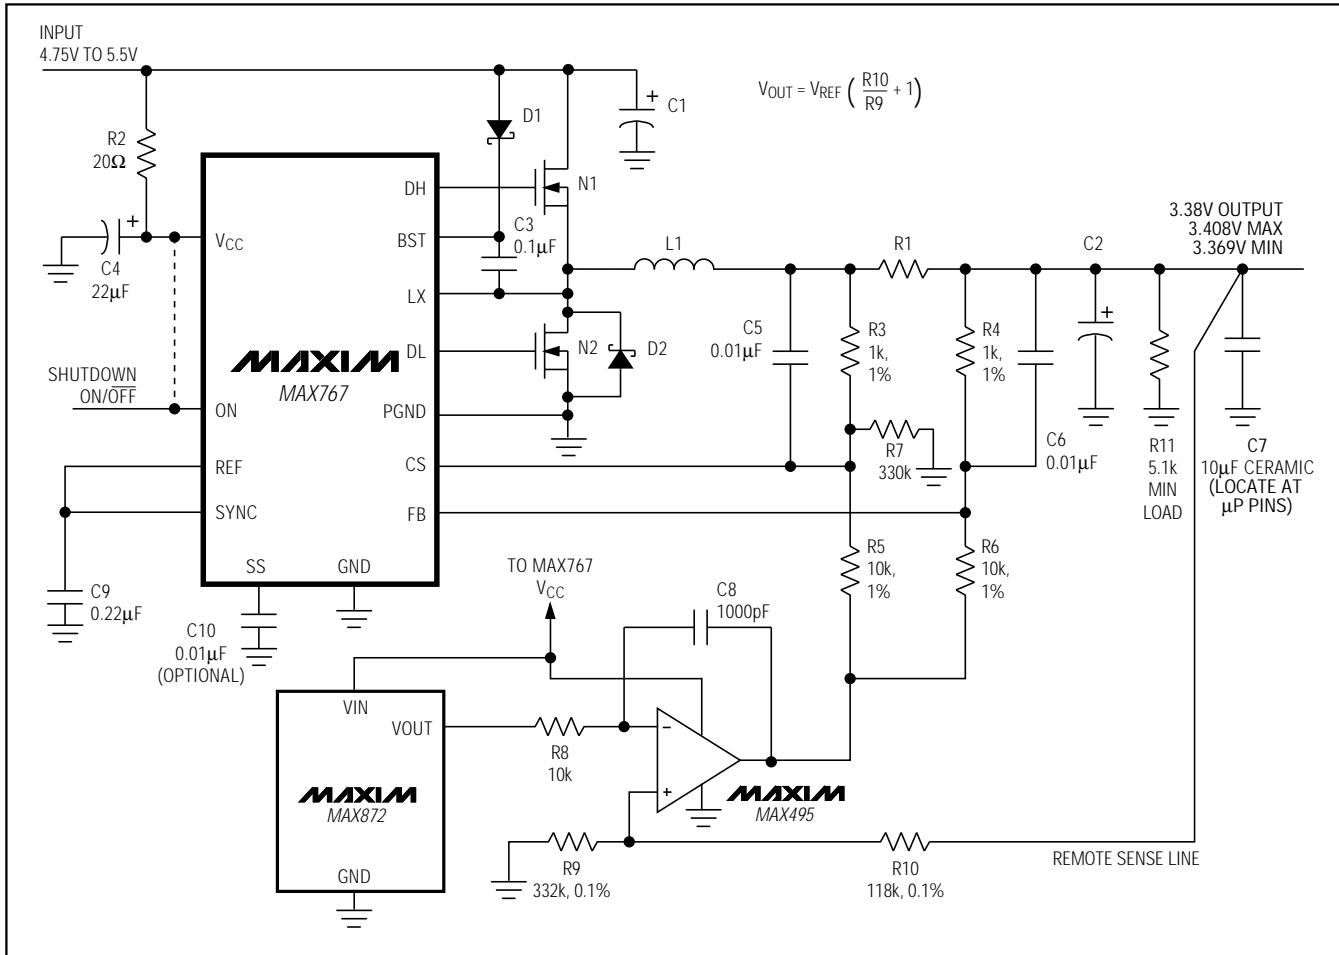 INPUT
4.75V TO 5.5V
VOUT = VREF ( R10 / R9 + 1 )
D1
C1
R2
20Ω
DH
N1
3.38V OUTPUT
3.408V MAX
3.369V MIN
+
VCC
BST
C3
0.1μF
L1
R1
C2
C4
22μF
LX
C5
0.01μF
R3
1k,
1%
R4
1k,
1%
N2
D2
DL
MAXIM
MAX767
SHUTDOWN
ON/OFF
ON
PGND
R7
330k
C6
0.01μF
R11
5.1k
MIN
LOAD
C7
10μF CERAMIC
(LOCATE AT
μP PINS)
REF
CS
SYNC
FB
SS
GND
TO MAX767
VCC
R5
10k,
1%
R6
10k,
1%
C9
0.22μF
C8
1000pF
C10
0.01μF
(OPTIONAL)
VIN
VOUT
R8
10k
−
+
MAXIM
MAX872
MAXIM
MAX495
GND
R9
332k, 0.1%
R10
118k, 0.1%
REMOTE SENSE LINE